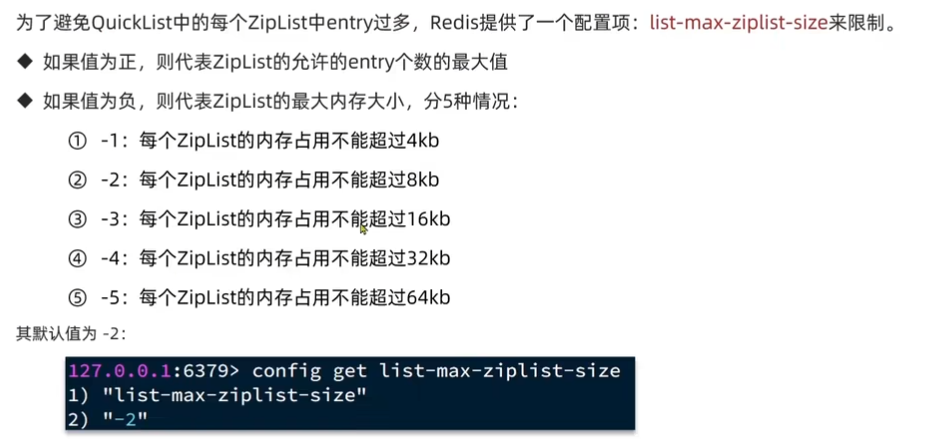 为了避免QuickList中的每个ZipList中entry过多，Redis提供了一个配置项：list-max-ziplist-size来限制。
◆ 如果值为正，则代表ZipList的允许的entry个数的最大值
◆ 如果值为负，则代表ZipList的最大内存大小，分5种情况：
① -1：每个ZipList的内存占用不能超过4kb
② -2：每个ZipList的内存占用不能超过8kb
③ -3：每个ZipList的内存占用不能超过16kb
④ -4：每个ZipList的内存占用不能超过32kb
⑤ -5：每个ZipList的内存占用不能超过64kb
其默认值为 -2：
127.0.0.1:6379> config get list-max-ziplist-size
1) "list-max-ziplist-size"
2) "-2"